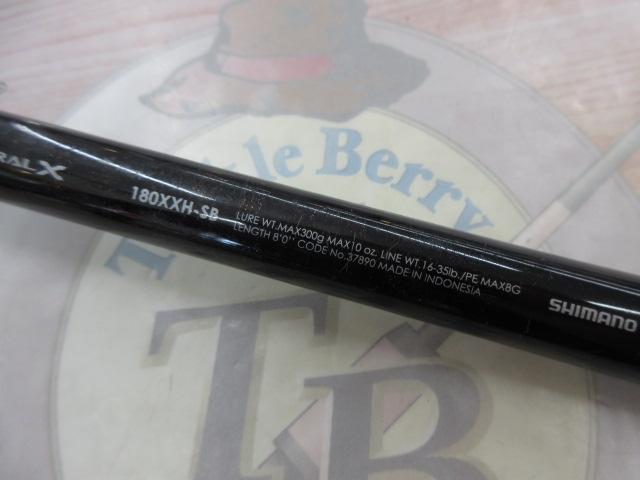 RAL X
180XXH-SB
LURE WT.MAX300g MAX10 oz. LINE WT.16-35lb./PE MAX8G
LENGTH 8'0'' CODE No.37890 MADE IN INDONESIA
SHIMANO
le Berry
TB